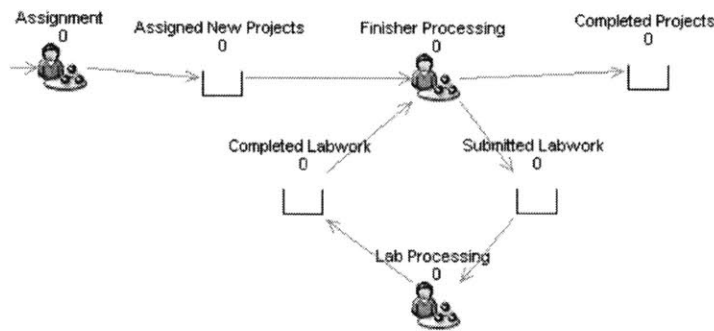 Assignment
0
Assigned New Projects
0
Finisher Processing
0
Completed Projects
0
Completed Labwork
0
Submitted Labwork
0
Lab Processing
0